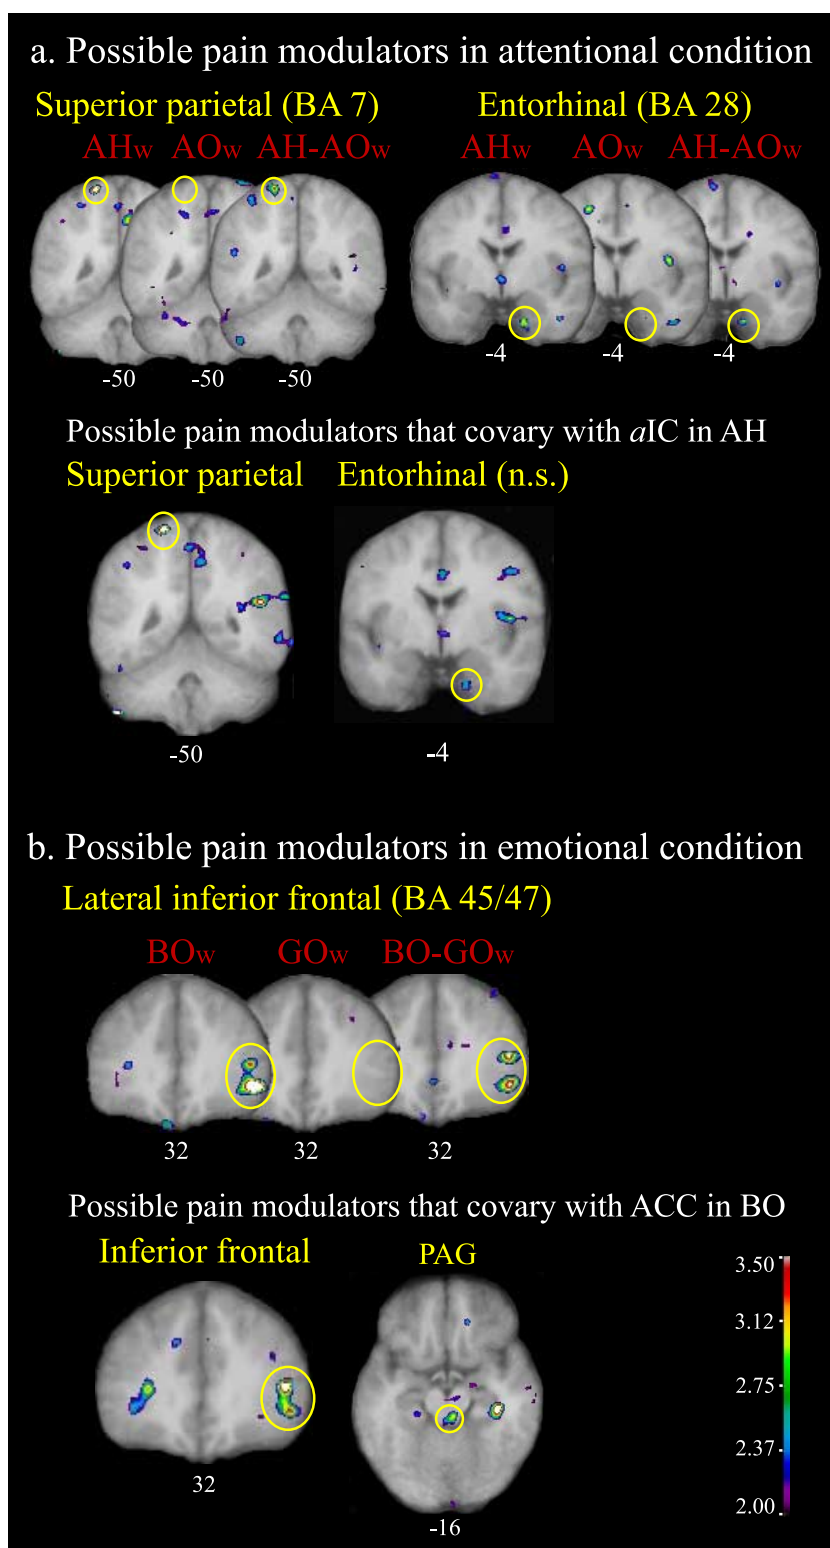 a. Possible pain modulators in attentional condition
Superior parietal (BA 7) Entorhinal (BA 28)
AHw AOw AH-AOw AHw AOw AH-AOw
-50 -50 -50 -4 -4 -4
Possible pain modulators that covary with aIC in AH
Superior parietal Entorhinal (n.s.)
-50 -4
b. Possible pain modulators in emotional condition
Lateral inferior frontal (BA 45/47)
BOw GOw BO-GOw
32 32 32
Possible pain modulators that covary with ACC in BO
Inferior frontal PAG
3.50
3.12
2.75
2.37
2.00
32 -16